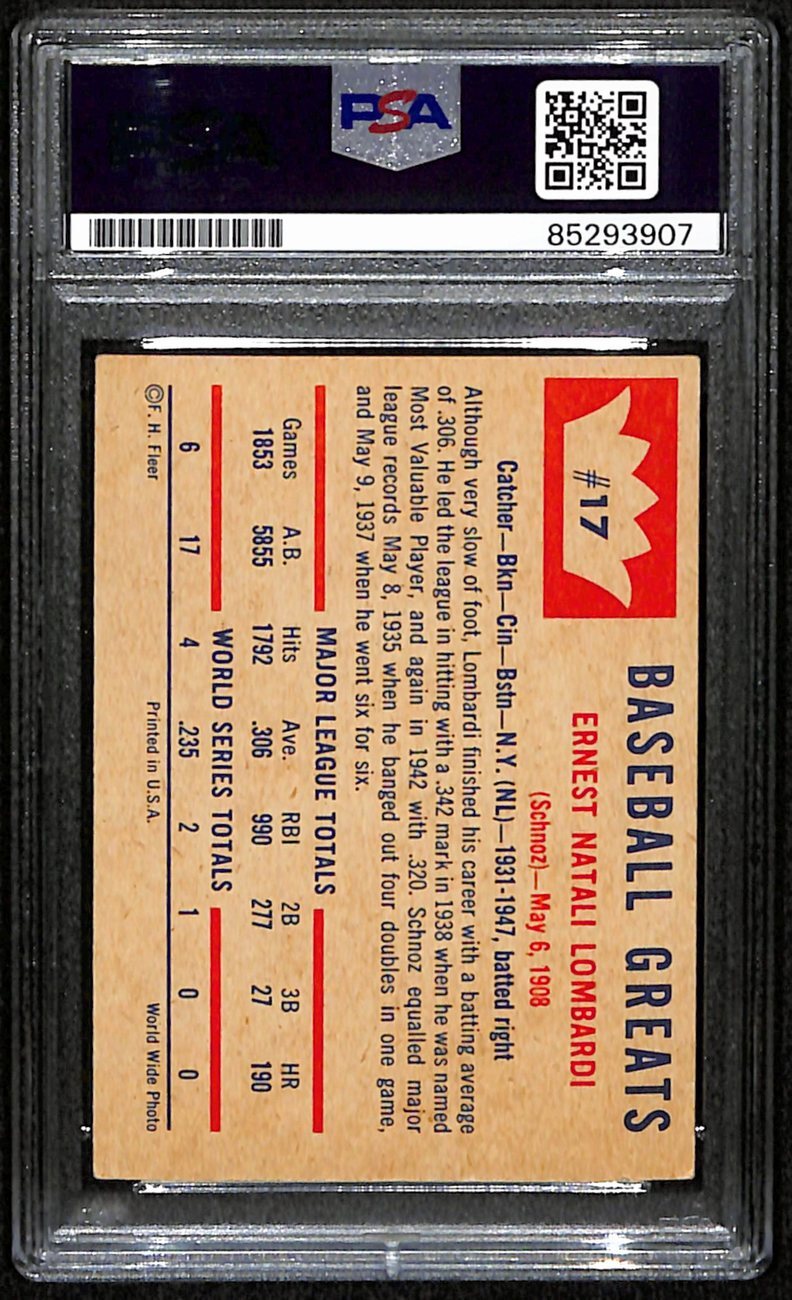 PSA
85293907
#17
BASEBALL GREATS
ERNEST NATALI LOMBARDI
(Schnoz)—May 6, 1908
Catcher—Bkn—Cin—Bstn—N.Y. (NL)—1931-1947, batted right
Although very slow of foot, Lombardi finished his career with a batting average
of .306. He led the league in hitting with a .342 mark in 1938 when he was named
Most Valuable Player, and again in 1942 with .320. Schnoz equalled major
league records May 8, 1935 when he banged out four doubles in one game,
and May 9, 1937 when he went six for six.
MAJOR LEAGUE TOTALS
Games A.B. Hits Ave. RBI 2B 3B HR
1853 5855 1792 .306 990 277 27 190
WORLD SERIES TOTALS
6 17 4 .235 2 1 0 0
©F. H. Fleer Printed in U.S.A. World Wide Photo